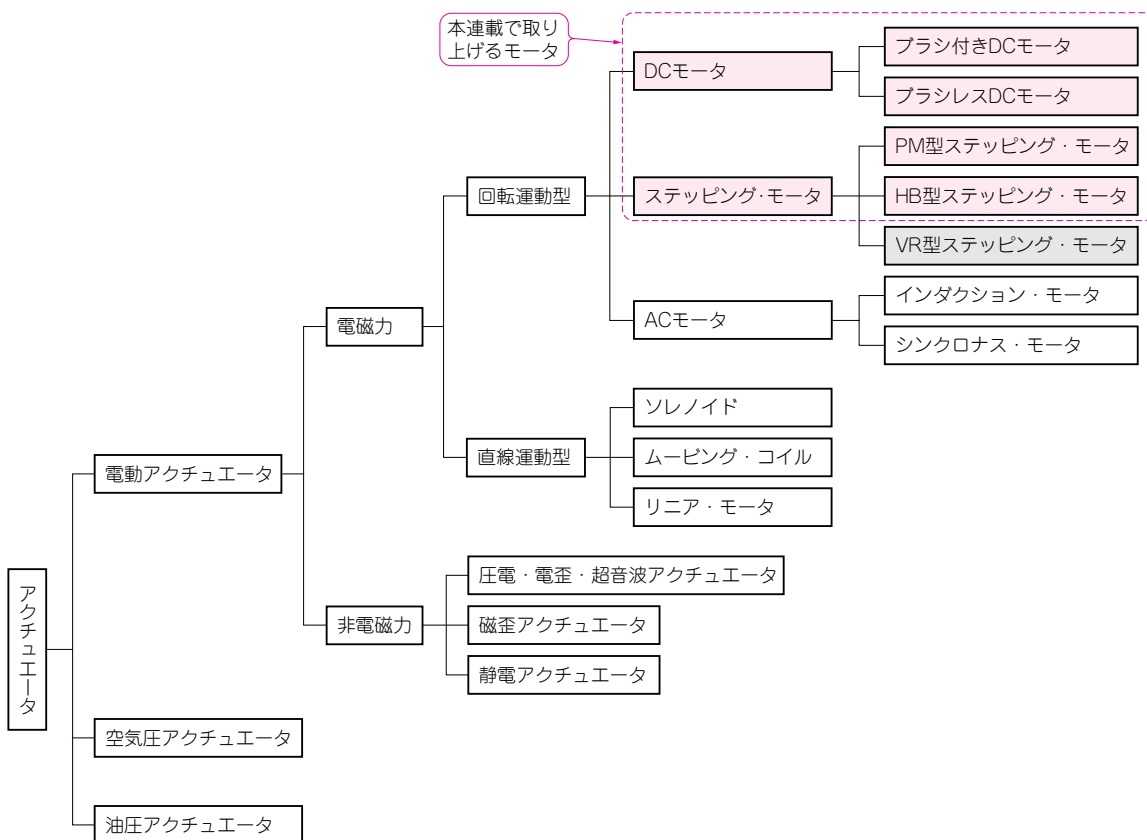 本連載で取り
上げるモータ
DCモータ
ブラシ付きDCモータ
ブラシレスDCモータ
ステッピング・モータ
PM型ステッピング・モータ
HB型ステッピング・モータ
VR型ステッピング・モータ
回転運動型
ACモータ
インダクション・モータ
シンクロナス・モータ
電磁力
ソレノイド
直線運動型
ムービング・コイル
リニア・モータ
電動アクチュエータ
圧電・電歪・超音波アクチュエータ
非電磁力
磁歪アクチュエータ
静電アクチュエータ
アクチュエータ
空気圧アクチュエータ
油圧アクチュエータ